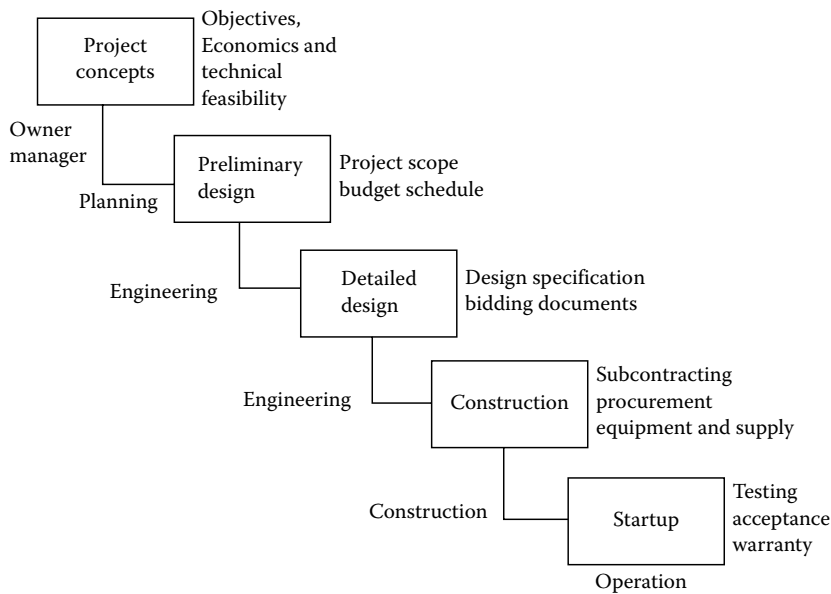 Project
concepts
Objectives,
Economics and
technical
feasibility
Owner
manager
Planning
Preliminary
design
Project scope
budget schedule
Engineering
Detailed
design
Design specification
bidding documents
Engineering
Construction
Subcontracting
procurement
equipment and supply
Construction
Startup
Testing
acceptance
warranty
Operation